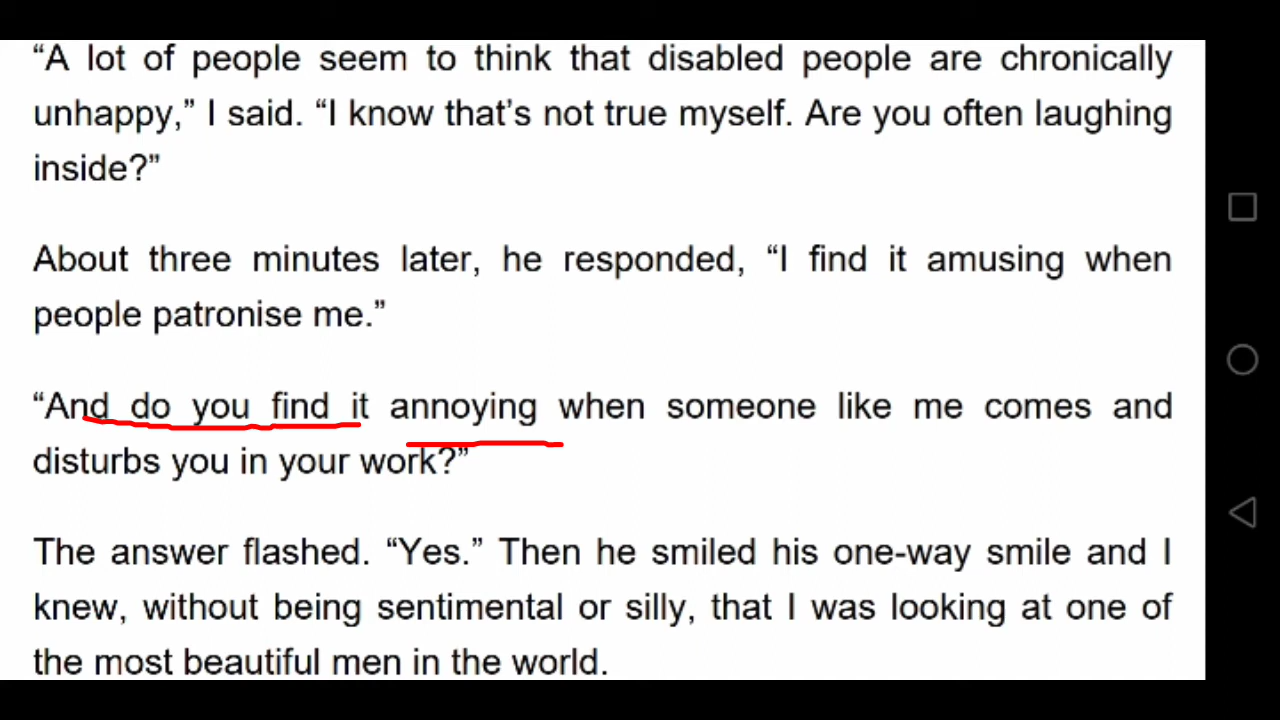 “A lot of people seem to think that disabled people are chronically
unhappy,” I said. “I know that’s not true myself. Are you often laughing
inside?”
About three minutes later, he responded, “I find it amusing when
people patronise me.”
“And do you find it annoying when someone like me comes and
disturbs you in your work?”
The answer flashed. “Yes.” Then he smiled his one-way smile and I
knew, without being sentimental or silly, that I was looking at one of
the most beautiful men in the world.